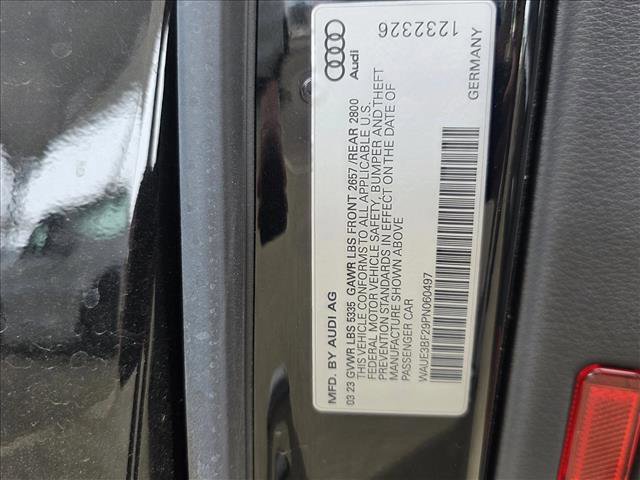 MFD. BY AUDI AG
03 23 GVWR LBS 5335 GAWR LBS FRONT 2657/REAR 2800
THIS VEHICLE CONFORMS TO ALL APPLICABLE U.S.
FEDERAL MOTOR VEHICLE SAFETY, BUMPER AND THEFT
PREVENTION STANDARDS IN EFFECT ON THE DATE OF
MANUFACTURE SHOWN ABOVE
PASSENGER CAR
WAUE3BF29PN060497
Audi
1232326
GERMANY